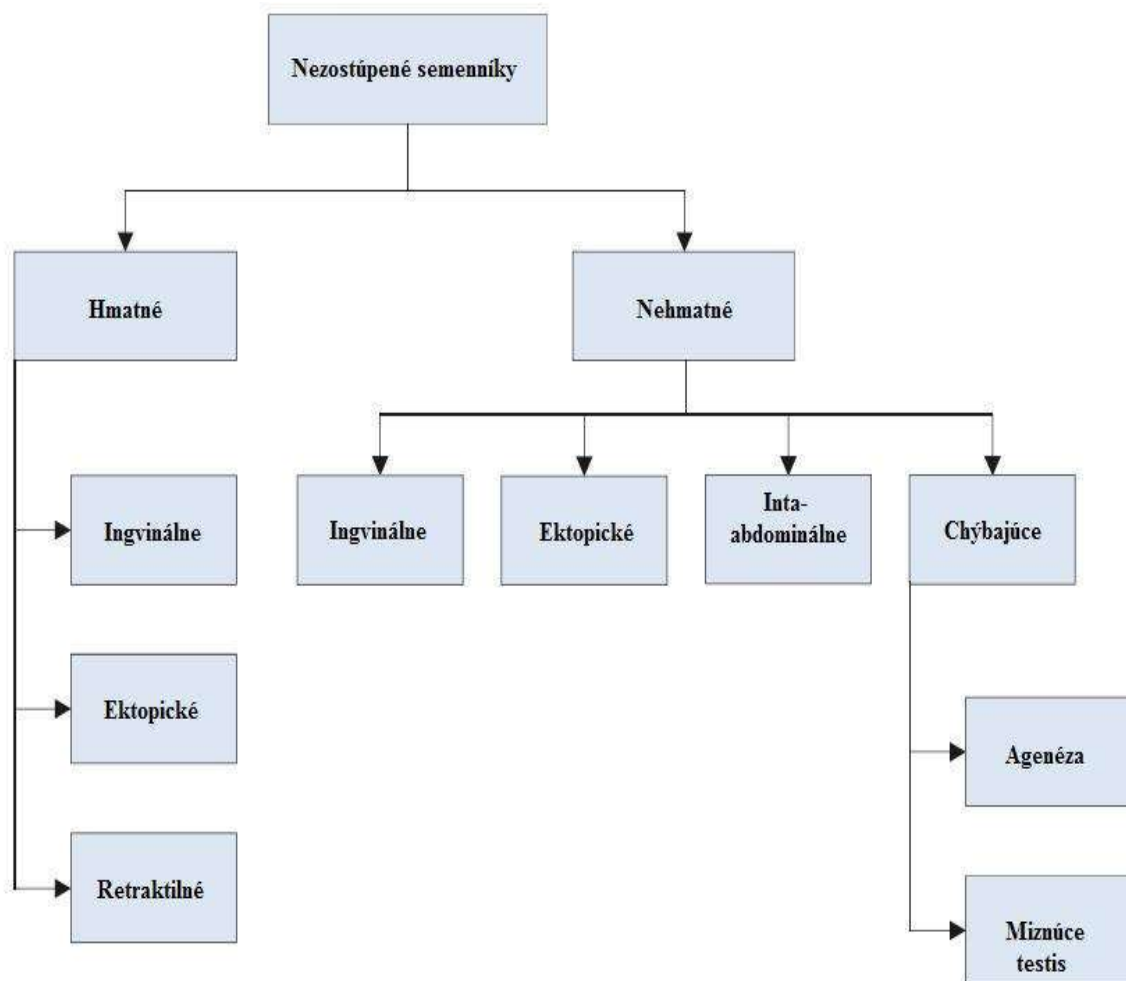 Nezostúpené semenníky
Hmatné
Nehmatné
Ingvinálne
Ektopické
Retraktilné
Ingvinálne
Ektopické
Inta-
abdominálne
Chýbajúce
Agenéza
Miznúce
testis